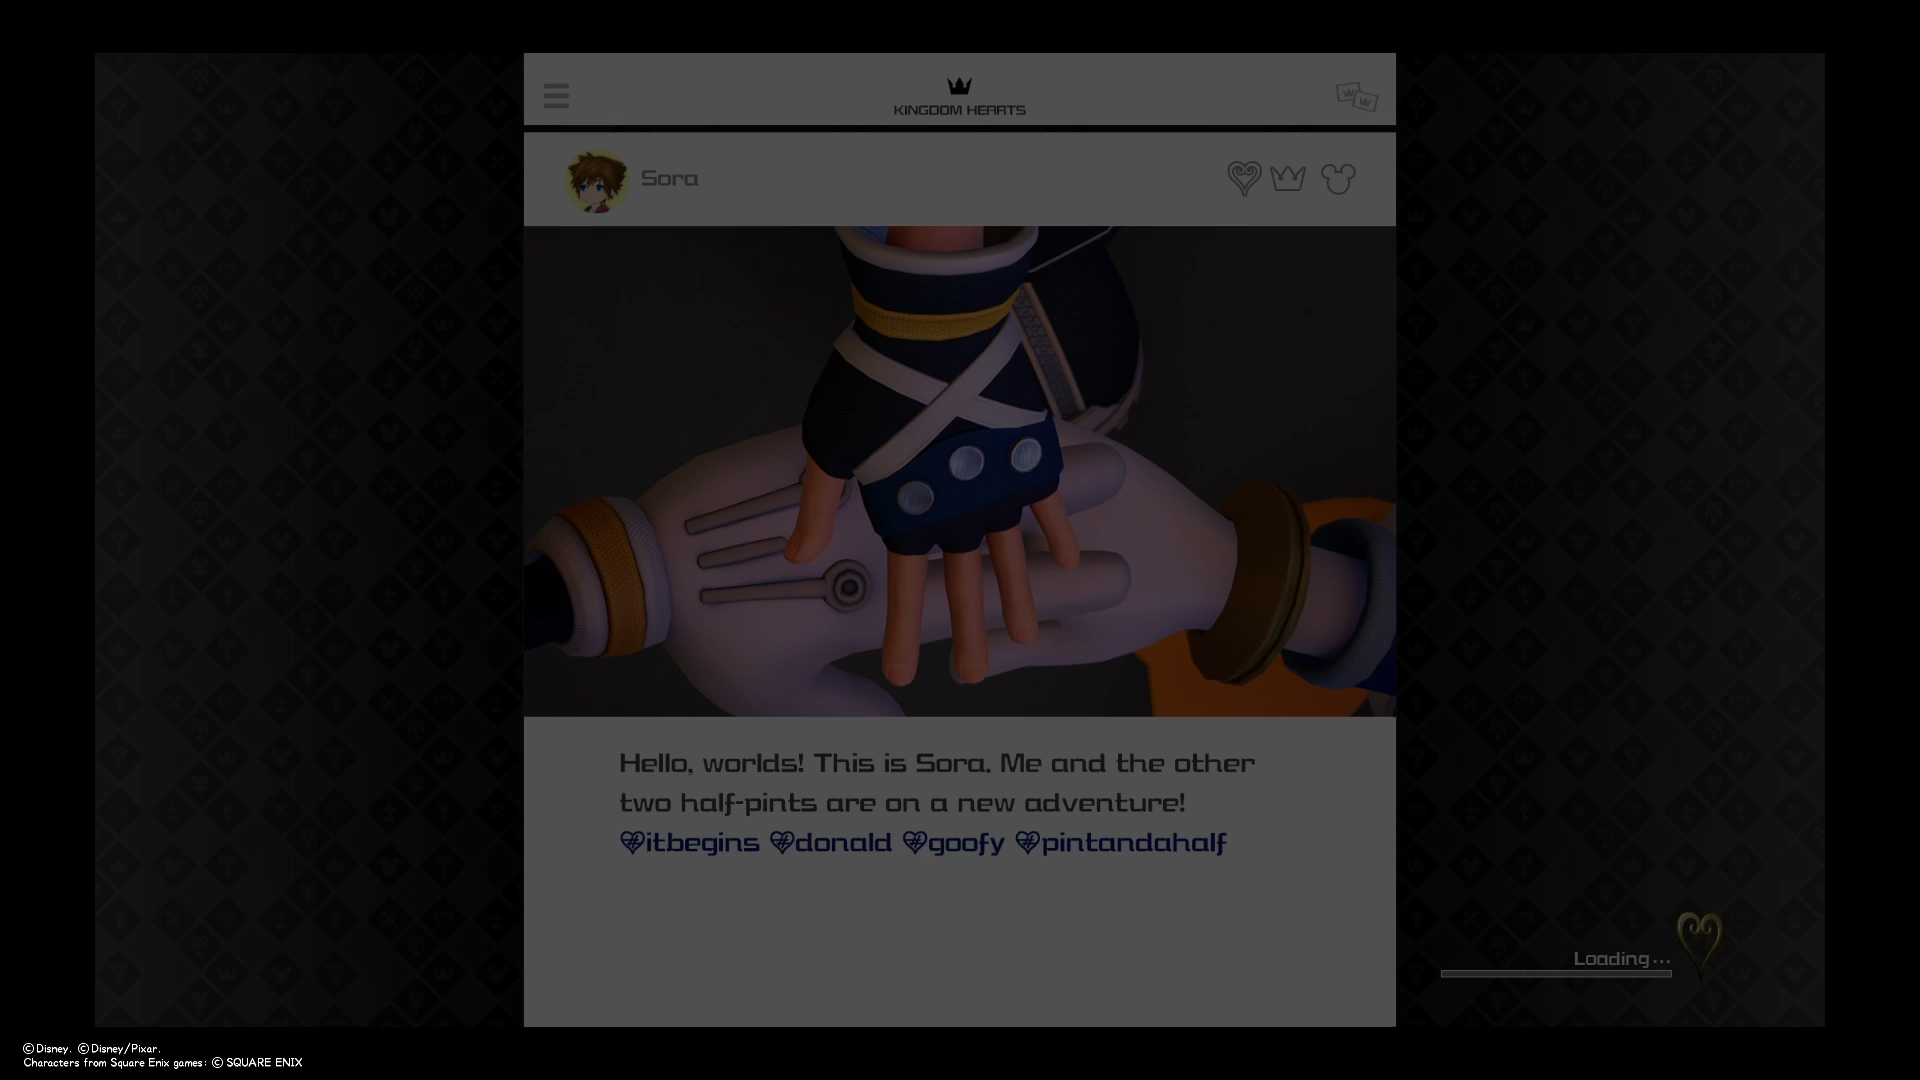 KINGDOM HEARTS
Sora
Hello, worlds! This is Sora. Me and the other
two half-pints are on a new adventure!
#itbegins #donald #goofy #pintandahalf
Loading...
©Disney. ©Disney/Pixar.
Characters from Square Enix games: © SQUARE ENIX